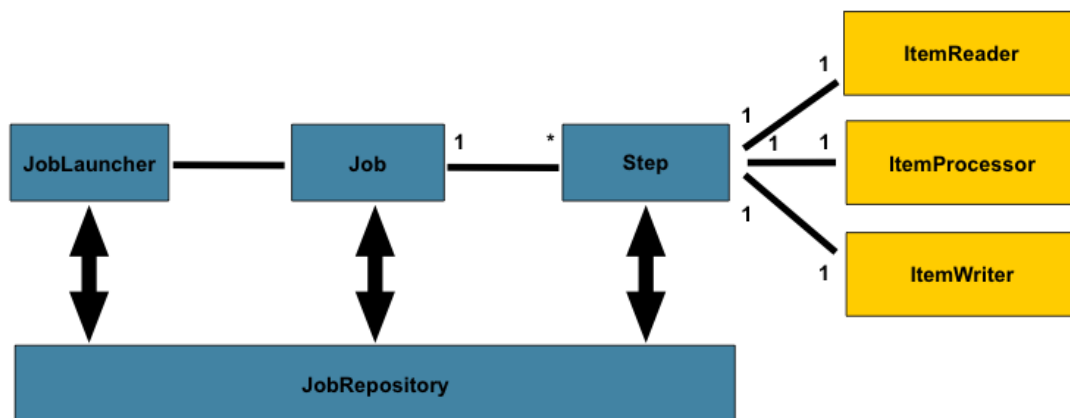 ItemReader
1
1
JobLauncher
Job
1
*
Step
1
1
ItemProcessor
1
1
ItemWriter
JobRepository